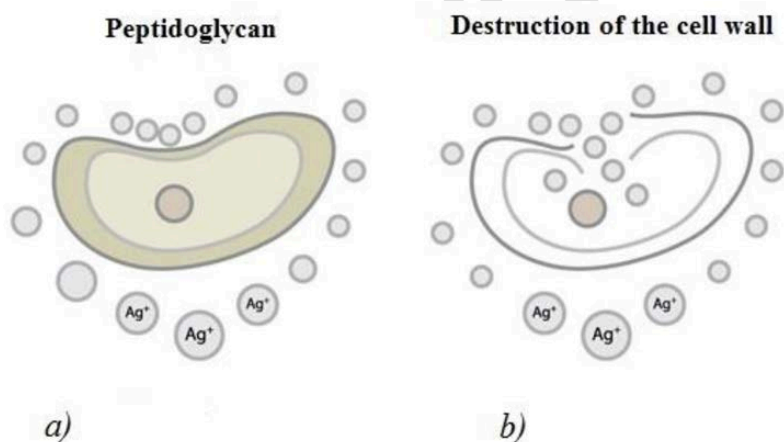 Peptidoglycan
Destruction of the cell wall
Ag⁺
Ag⁺
Ag⁺
Ag⁺
Ag⁺
Ag⁺
a)
b)